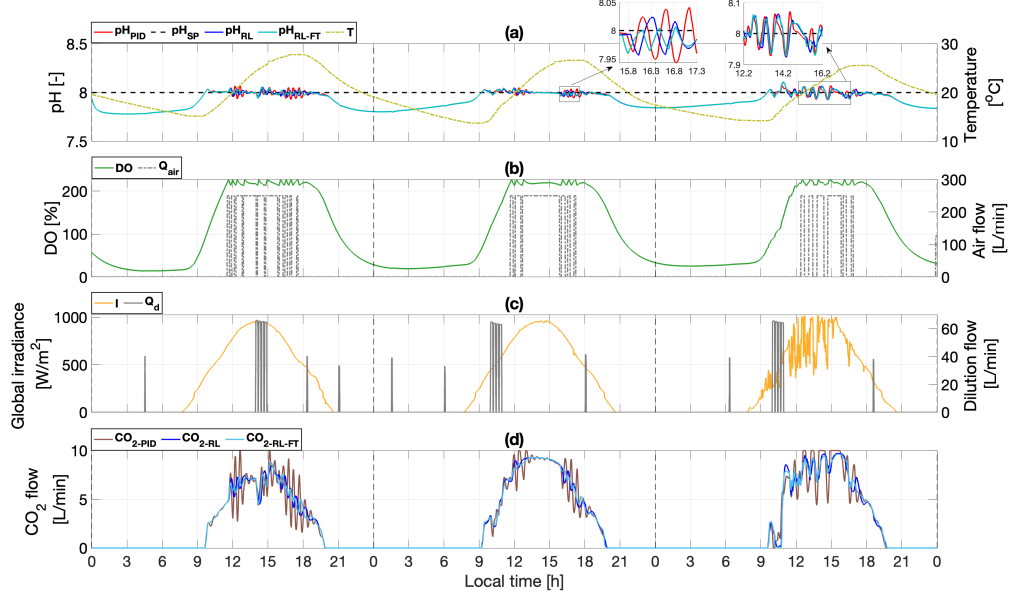 pH_PID pH_SP pH_RL pH_RL-FT T
(a)
8.05
8
7.95
15.8 16.3 16.8 17.3
8.1
8
7.9
12.2 14.2 16.2
8.5
8
7.5
pH [-]
30
20
10
Temperature
[°C]
DO Q_air
(b)
200
100
0
DO [%]
300
200
100
0
Air flow
[L/min]
I Q_d
(c)
1000
500
0
Global irradiance
[W/m²]
60
40
20
0
Dilution flow
[L/min]
CO_2-PID CO_2-RL CO_2-RL-FT
(d)
10
5
0
CO₂ flow
[L/min]
0 3 6 9 12 15 18 21 0 3 6 9 12 15 18 21 0 3 6 9 12 15 18 21 0
Local time [h]